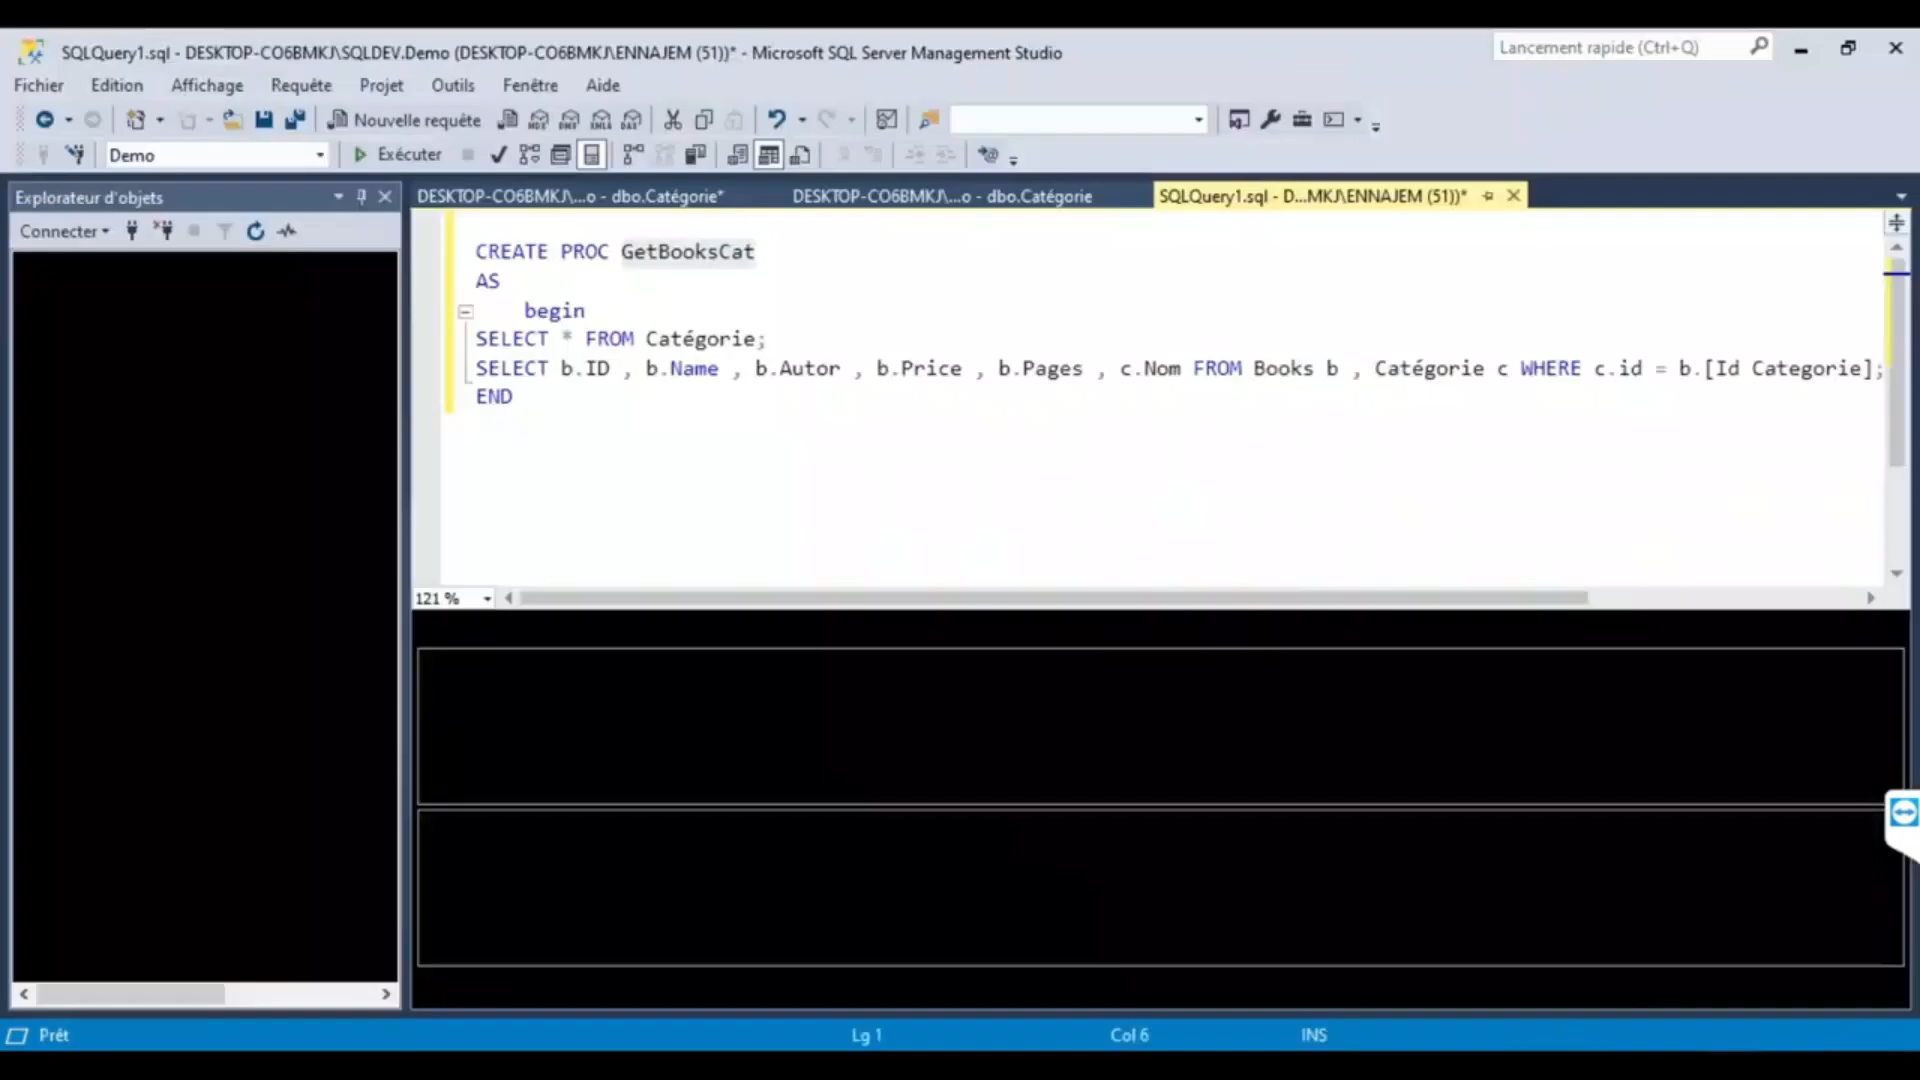 SQLQuery1.sql - DESKTOP-CO6BMKJ\SQLDEV.Demo (DESKTOP-CO6BMKJ\ENNAJEM (51))* - Microsoft SQL Server Management Studio
Lancement rapide (Ctrl+Q)
Fichier Edition Affichage Requête Projet Outils Fenêtre Aide
Nouvelle requête
Demo
Exécuter
Explorateur d'objets
DESKTOP-CO6BMKJ\...o - dbo.Catégorie*
DESKTOP-CO6BMKJ\...o - dbo.Catégorie
SQLQuery1.sql - D...MKJ\ENNAJEM (51))*
Connecter
CREATE PROC GetBooksCat
AS
begin
SELECT * FROM Catégorie;
SELECT b.ID , b.Name , b.Autor , b.Price , b.Pages , c.Nom FROM Books b , Catégorie c WHERE c.id = b.[Id Categorie];
END
121 %
Prêt
Lg 1
Col 6
INS